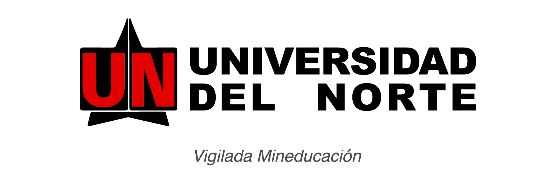 UN UNIVERSIDAD
DEL NORTE
Vigilada Mineducación